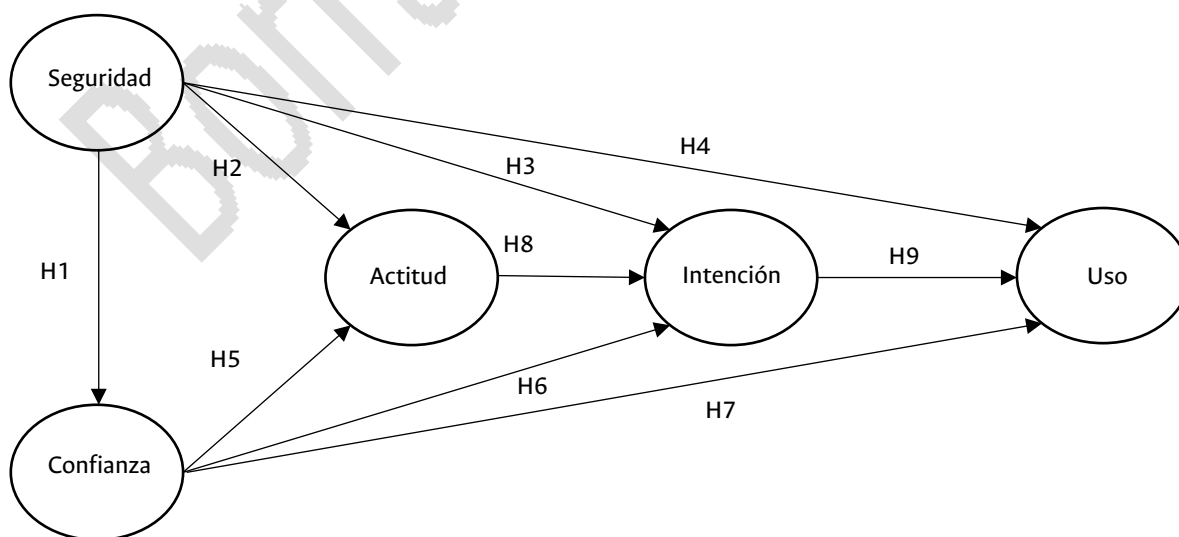 Seguridad
H4
H3
H2
H8
H1
Actitud
Intención
H9
Uso
H5
H6
H7
Confianza